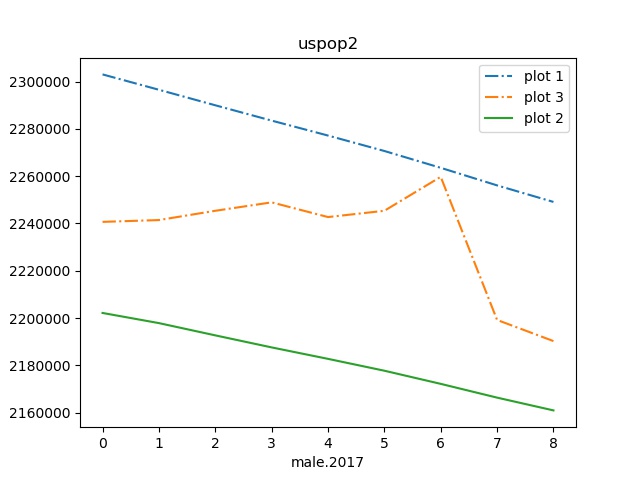 uspop2
2300000
2280000
2260000
2240000
2220000
2200000
2180000
2160000
plot 1
plot 3
plot 2
0 1 2 3 4 5 6 7 8
male.2017